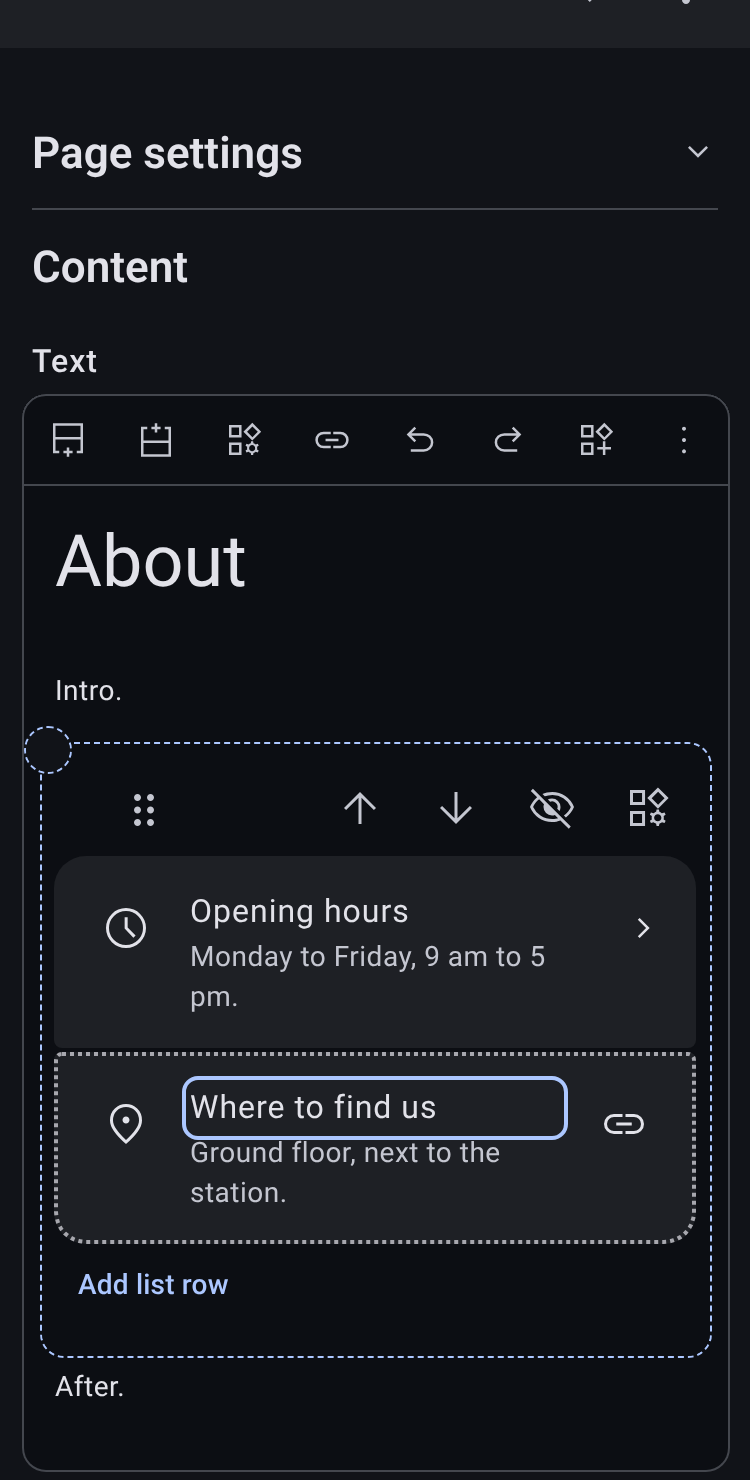 Page settings
Content
Text
About
Intro.
Opening hours
Monday to Friday, 9 am to 5
pm.
Where to find us
Ground floor, next to the
station.
Add list row
After.